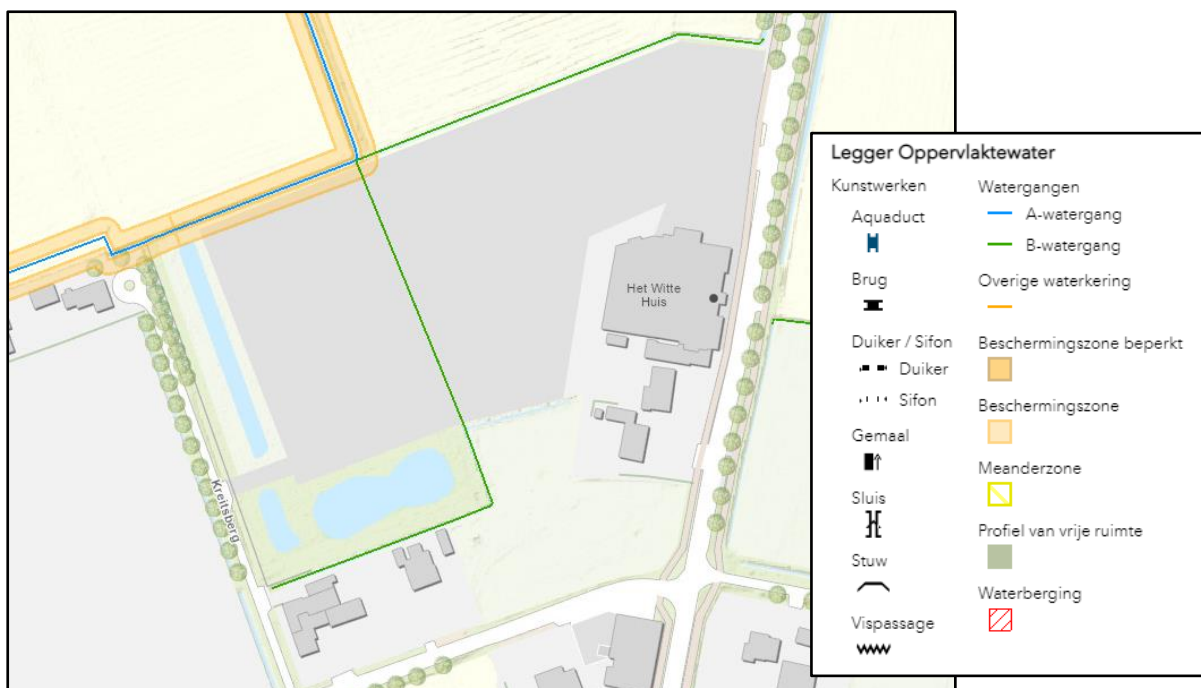 Het Witte
Huis
Kreitsberg
Legger Oppervlaktewater
Kunstwerken
Aquaduct
Brug
Duiker / Sifon
Duiker
Sifon
Gemaal
Sluis
Stuw
Vispassage
Watergangen
A-watergang
B-watergang
Overige waterkering
Beschermingszone beperkt
Beschermingszone
Meanderzone
Profiel van vrije ruimte
Waterberging